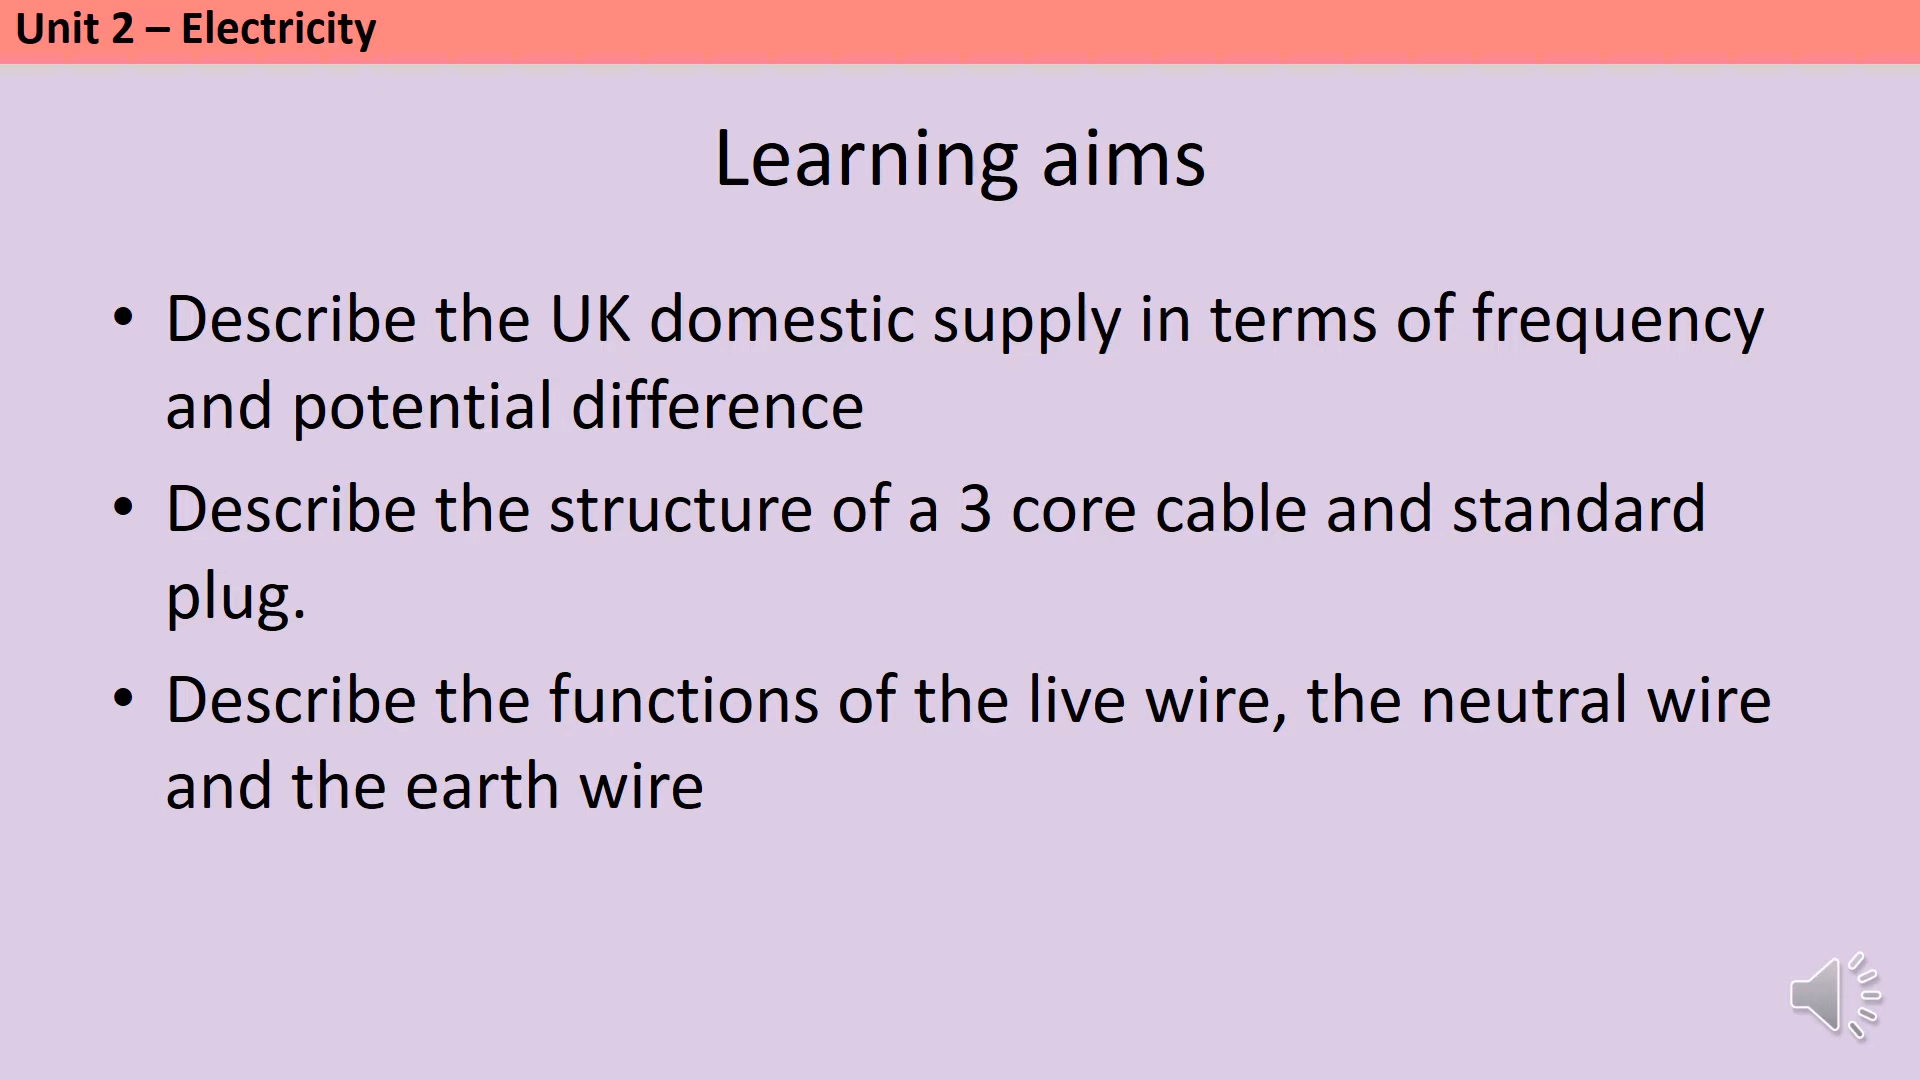 Unit 2 – Electricity
Learning aims
• Describe the UK domestic supply in terms of frequency
and potential difference
• Describe the structure of a 3 core cable and standard
plug.
• Describe the functions of the live wire, the neutral wire
and the earth wire